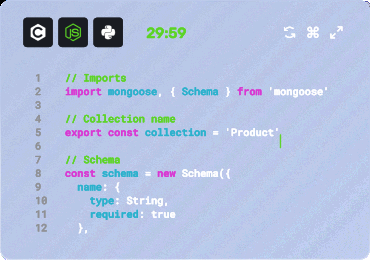 C JS
29:59
1 // Imports
2 import mongoose, { Schema } from 'mongoose'
3
4 // Collection name
5 export const collection = 'Product'
6
7 // Schema
8 const schema = new Schema({
9 name: {
10 type: String,
11 required: true
12 },